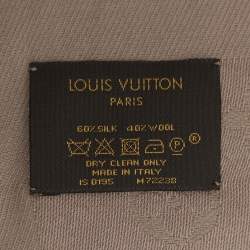 LOUIS VUITTON
PARIS
60% SILK 40% WOOL
DRY CLEAN ONLY
MADE IN ITALY
IS 0195 M72238